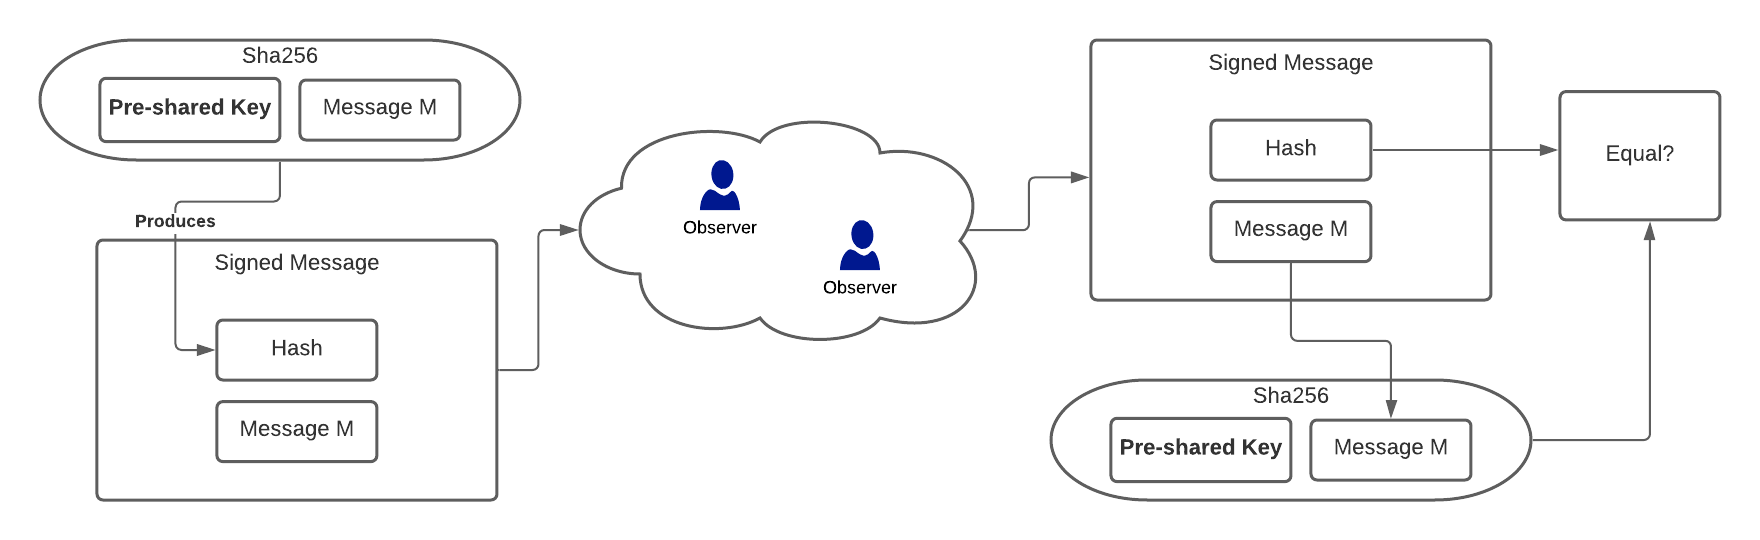 Sha256
Pre-shared Key
Message M
Produces
Signed Message
Hash
Message M
Observer
Observer
Signed Message
Hash
Message M
Equal?
Sha256
Pre-shared Key
Message M